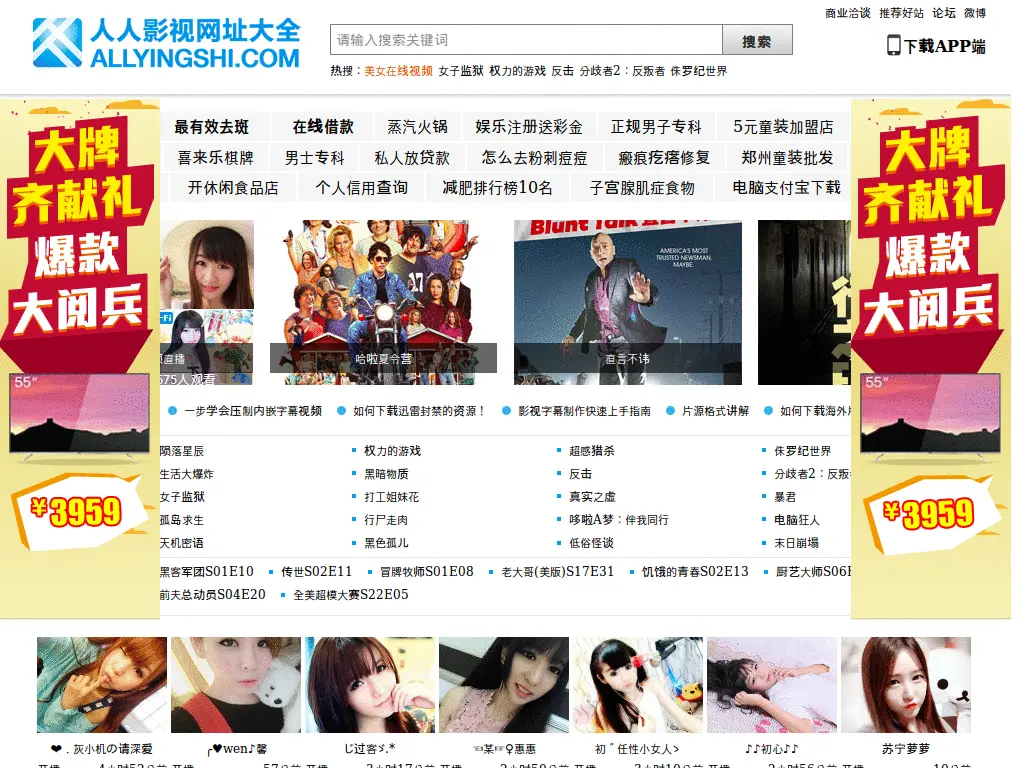 商业洽谈 推荐好站 论坛 微博
人人影视网址大全
ALLYINGSHI.COM
请输入搜索关键词
搜索
下载APP端
热搜：美女在线视频 女子监狱 权力的游戏 反击 分歧者2：反叛者 侏罗纪世界
大牌
齐献礼
爆款
大阅兵
55"
¥3959
最有效去斑 在线借款 蒸汽火锅 娱乐注册送彩金 正规男子专科 5元童装加盟店
喜来乐棋牌 男士专科 私人放贷款 怎么去粉刺痘痘 瘢痕疙瘩修复 郑州童装批发
开休闲食品店 个人信用查询 减肥排行榜10名 子宫腺肌症食物 电脑支付宝下载
大牌
齐献礼
爆款
大阅兵
55"
¥3959
Blunt Talk
AMERICA'S MOST
TRUSTED NEWSMAN.
MAYBE.
直播
哈啦夏令营
直言不讳
675人观看
一步学会压制内嵌字幕视频 如何下载迅雷封禁的资源！ 影视字幕制作快速上手指南 片源格式讲解 如何下载海外
陨落星辰 权力的游戏 超感猎杀 侏罗纪世界
生活大爆炸 黑暗物质 反击 分歧者2：反叛
女子监狱 打工姐妹花 真实之虚 暴君
孤岛求生 行尸走肉 哆啦A梦：伴我同行 电脑狂人
天机密语 黑色孤儿 低俗怪谈 末日崩塌
黑客军团S01E10 传世S02E11 冒牌牧师S01E08 老大哥(美版)S17E31 饥饿的青春S02E13 厨艺大师S06E
前夫总动员S04E20 全美超模大赛S22E05
❤．灰小机の请深爱 ╭♥wen♪馨 じ过客ゞ.* ☜某☞♀惠惠 初゛任性小女人ゝ ♪♪初心♪♪ 苏宁萝萝